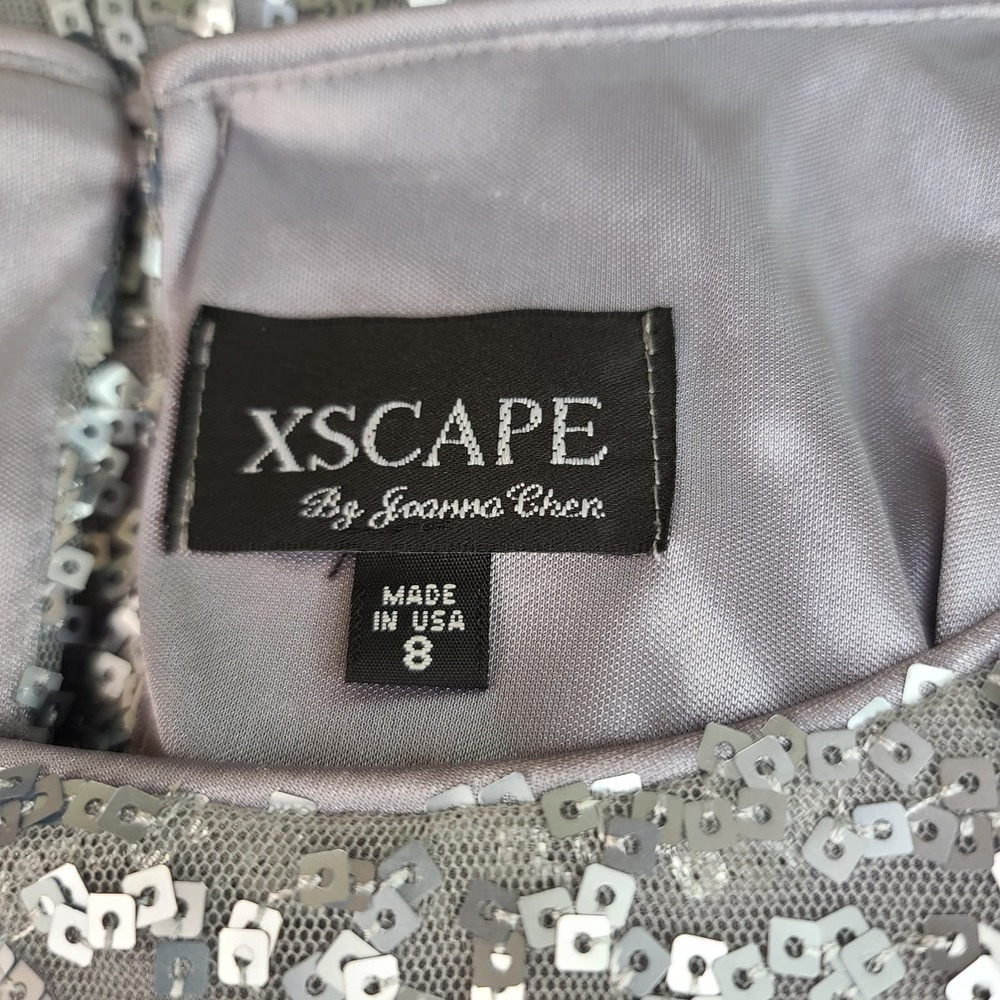 XSCAPE
By Joanna Chen
MADE
IN USA
8